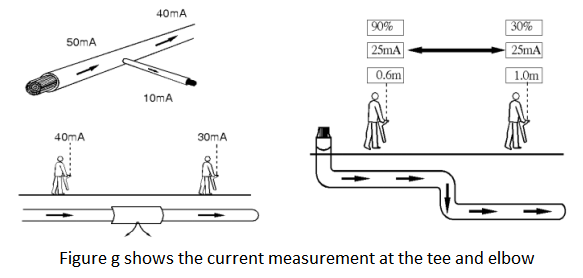 40mA
50mA
10mA
40mA 30mA
90% 30%
25mA 25mA
0.6m 1.0m
Figure g shows the current measurement at the tee and elbow